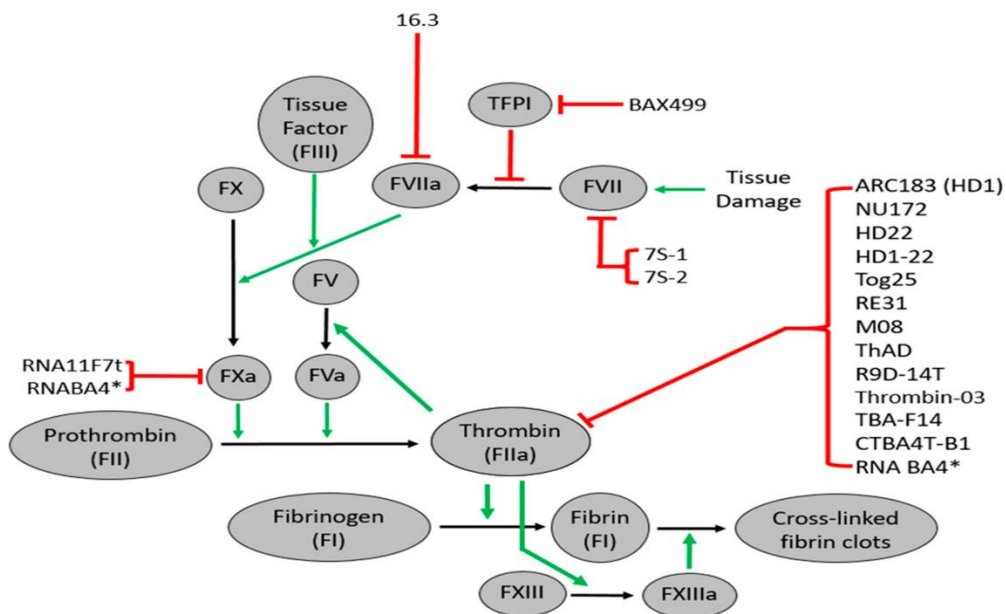 16.3
Tissue
Factor
(FIII)
TFPI
BAX499
FX
FVIIa
FVII
Tissue
Damage
ARC183 (HD1)
NU172
HD22
HD1-22
Tog25
RE31
M08
ThAD
R9D-14T
Thrombin-03
TBA-F14
CTBA4T-B1
RNA BA4*
7S-1
7S-2
FV
RNA11F7t
RNABA4*
FXa
FVa
Prothrombin
(FII)
Thrombin
(FIIa)
Fibrinogen
(FI)
Fibrin
(FI)
Cross-linked
fibrin clots
FXIII
FXIIIa